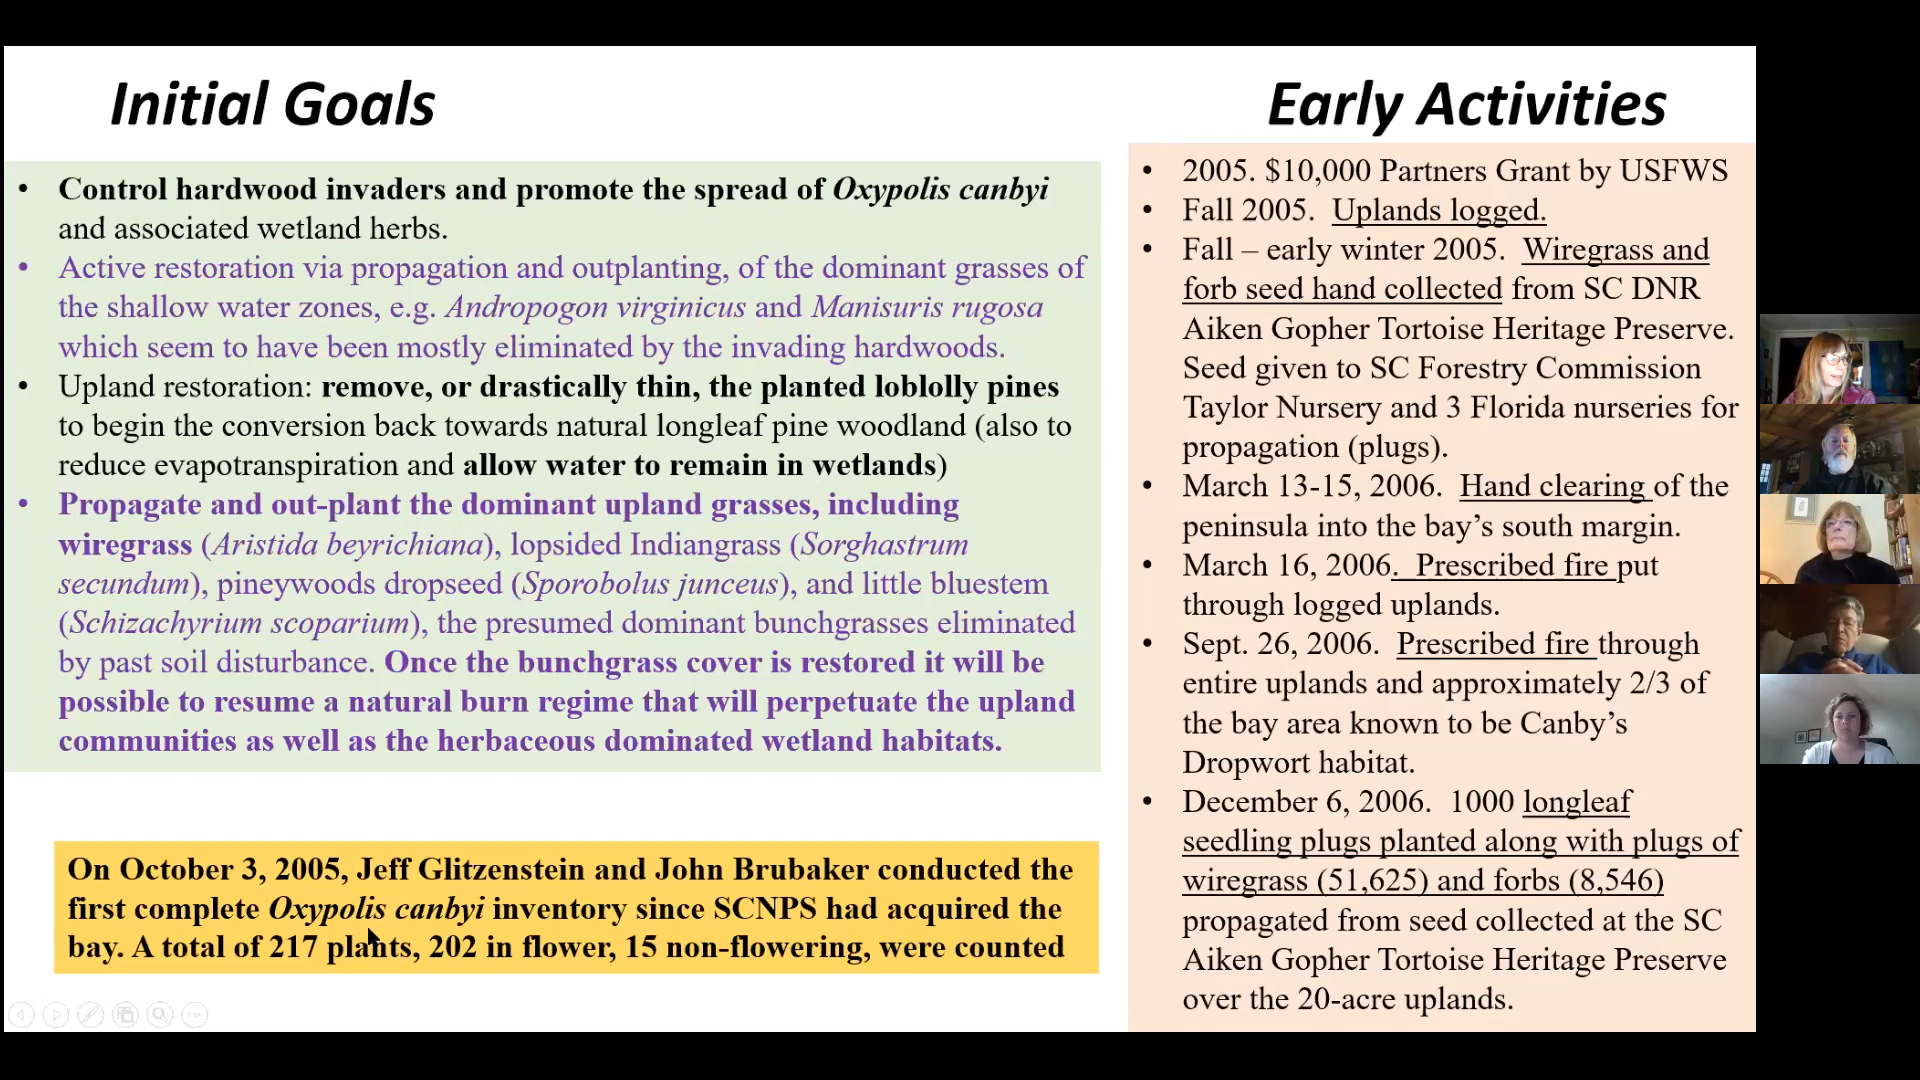 Initial Goals
• Control hardwood invaders and promote the spread of Oxypolis canbyi
and associated wetland herbs.
• Active restoration via propagation and outplanting, of the dominant grasses of
the shallow water zones, e.g. Andropogon virginicus and Manisuris rugosa
which seem to have been mostly eliminated by the invading hardwoods.
• Upland restoration: remove, or drastically thin, the planted loblolly pines
to begin the conversion back towards natural longleaf pine woodland (also to
reduce evapotranspiration and allow water to remain in wetlands)
• Propagate and out-plant the dominant upland grasses, including
wiregrass (Aristida beyrichiana), lopsided Indiangrass (Sorghastrum
secundum), pineywoods dropseed (Sporobolus junceus), and little bluestem
(Schizachyrium scoparium), the presumed dominant bunchgrasses eliminated
by past soil disturbance. Once the bunchgrass cover is restored it will be
possible to resume a natural burn regime that will perpetuate the upland
communities as well as the herbaceous dominated wetland habitats.
On October 3, 2005, Jeff Glitzenstein and John Brubaker conducted the
first complete Oxypolis canbyi inventory since SCNPS had acquired the
bay. A total of 217 plants, 202 in flower, 15 non-flowering, were counted
Early Activities
• 2005. $10,000 Partners Grant by USFWS
• Fall 2005. Uplands logged.
• Fall – early winter 2005. Wiregrass and
forb seed hand collected from SC DNR
Aiken Gopher Tortoise Heritage Preserve.
Seed given to SC Forestry Commission
Taylor Nursery and 3 Florida nurseries for
propagation (plugs).
• March 13-15, 2006. Hand clearing of the
peninsula into the bay’s south margin.
• March 16, 2006. Prescribed fire put
through logged uplands.
• Sept. 26, 2006. Prescribed fire through
entire uplands and approximately 2/3 of
the bay area known to be Canby’s
Dropwort habitat.
• December 6, 2006. 1000 longleaf
seedling plugs planted along with plugs of
wiregrass (51,625) and forbs (8,546)
propagated from seed collected at the SC
Aiken Gopher Tortoise Heritage Preserve
over the 20-acre uplands.